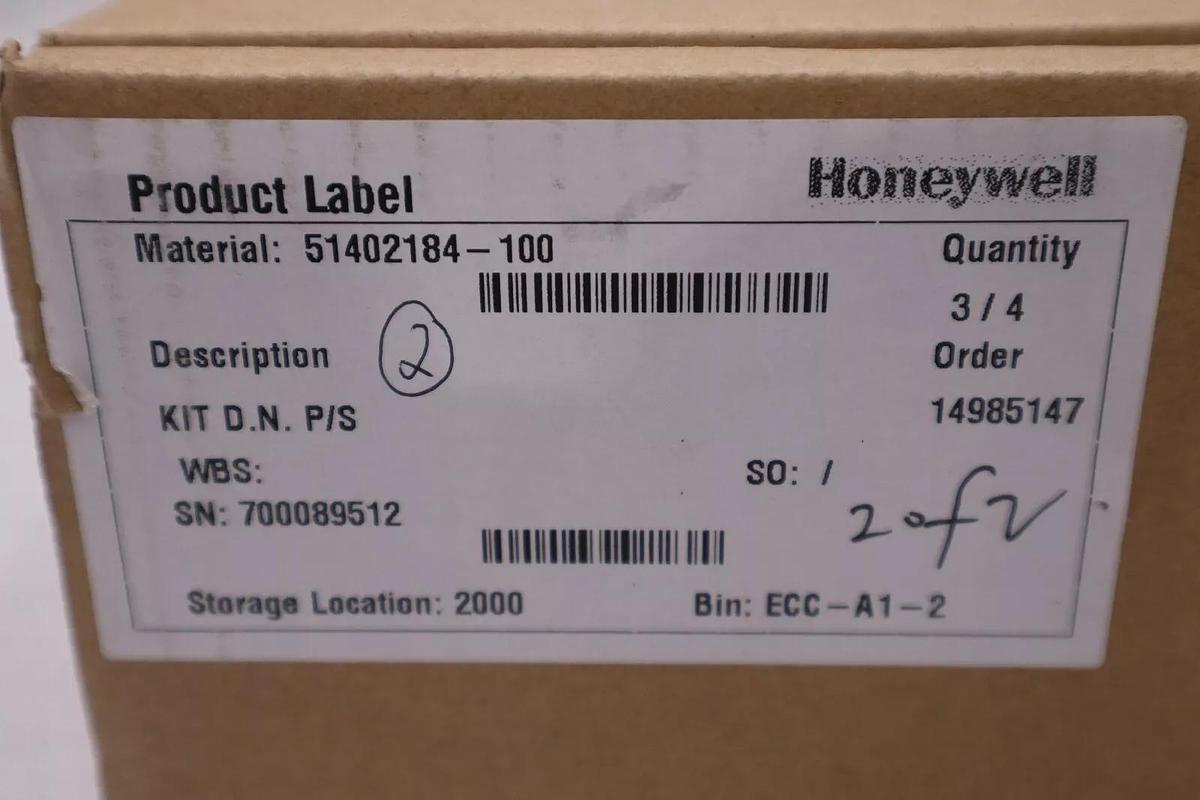 Product Label
Honeywell
Material: 51402184-100
Quantity
3 / 4
Description
2
Order
KIT D.N. P/S
14985147
WBS:
SO: /
SN: 700089512
2 of 2
Storage Location: 2000
Bin: ECC-A1-2